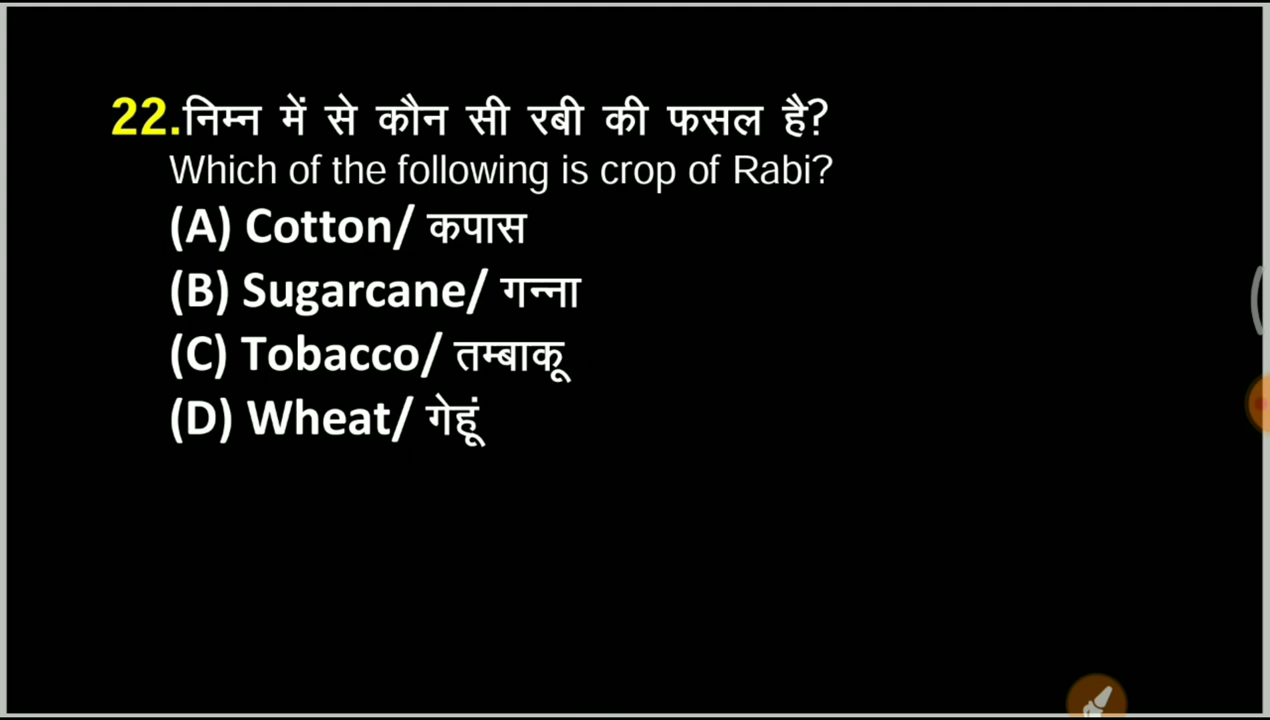 22.निम्न में से कौन सी रबी की फसल है?
Which of the following is crop of Rabi?
(A) Cotton/ कपास
(B) Sugarcane/ गन्ना
(C) Tobacco/ तम्बाकू
(D) Wheat/ गेहूं